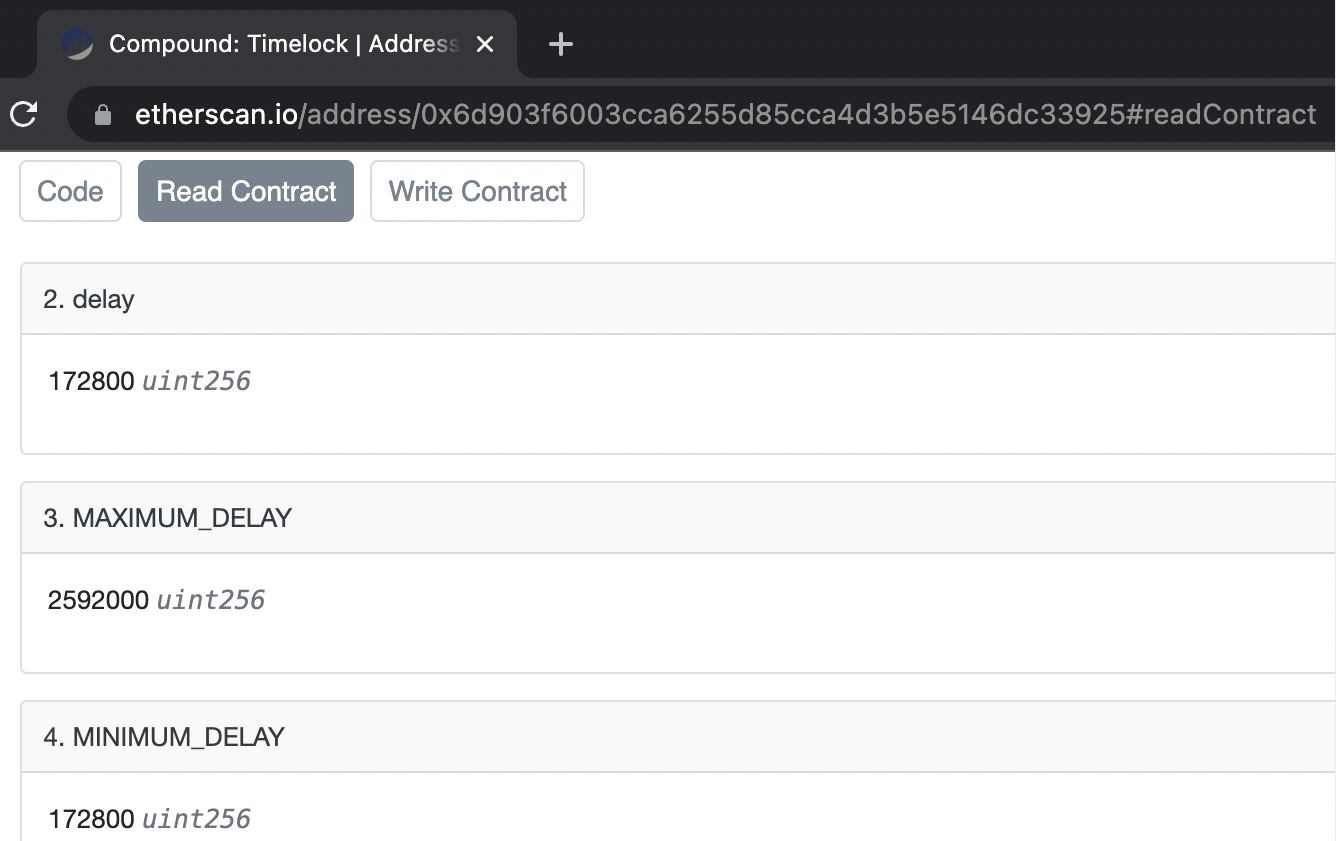 Compound: Timelock | Address
etherscan.io/address/0x6d903f6003cca6255d85cca4d3b5e5146dc33925#readContract
Code Read Contract Write Contract
2. delay
172800 uint256
3. MAXIMUM_DELAY
2592000 uint256
4. MINIMUM_DELAY
172800 uint256